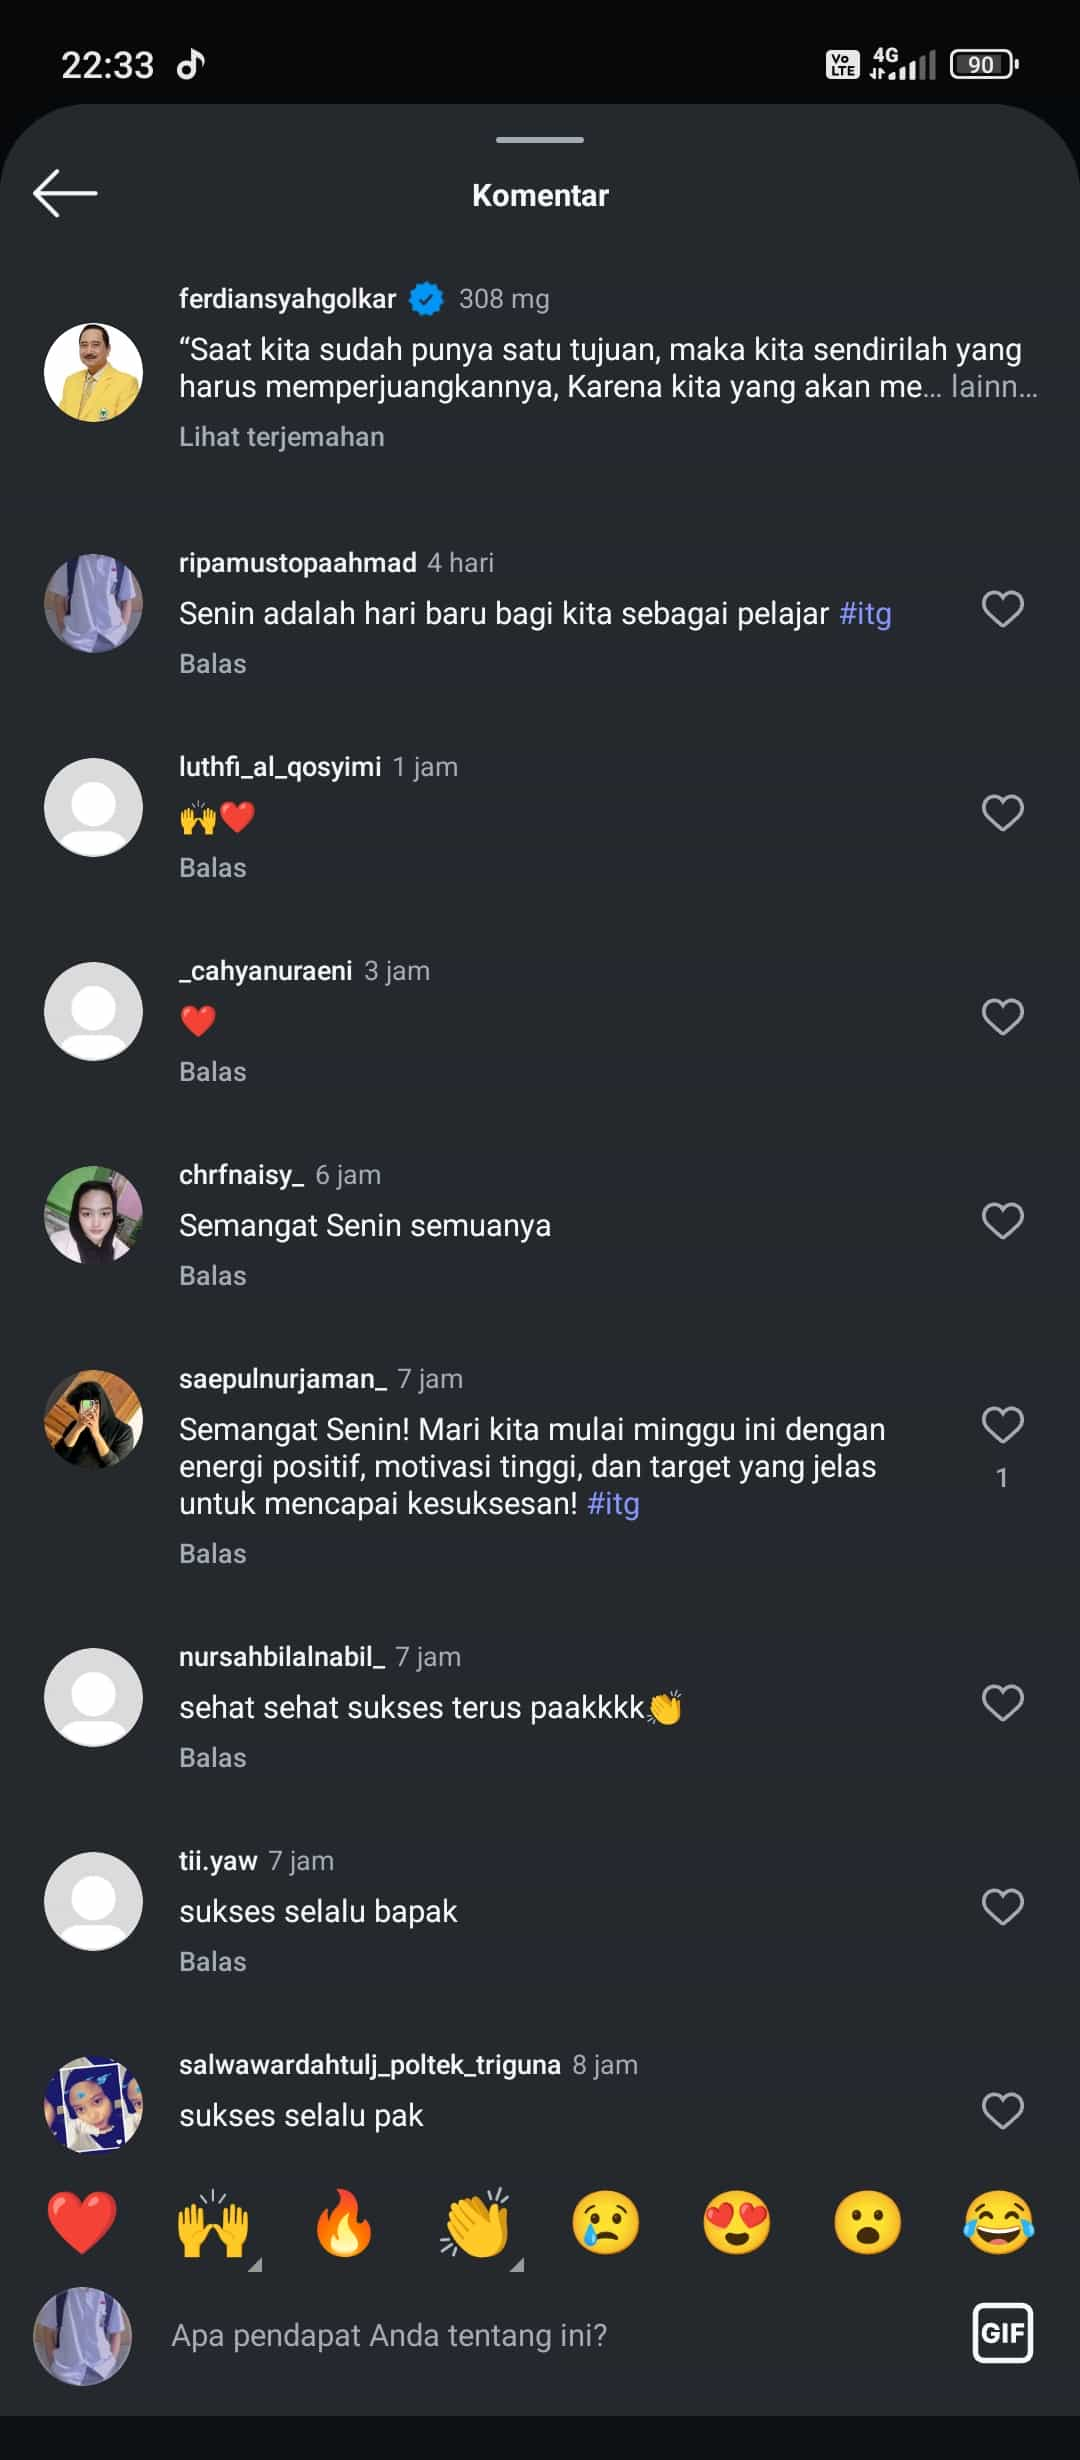 22:33
Vo LTE 4G 90
Komentar
ferdiansyahgolkar 308 mg
“Saat kita sudah punya satu tujuan, maka kita sendirilah yang
harus memperjuangkannya, Karena kita yang akan me... lainn...
Lihat terjemahan
ripamustopaahmad 4 hari
Senin adalah hari baru bagi kita sebagai pelajar #itg
Balas
luthfi_al_qosyimi 1 jam
🙌❤️
Balas
_cahyanuraeni 3 jam
❤️
Balas
chrfnaisy_ 6 jam
Semangat Senin semuanya
Balas
saepulnurjaman_ 7 jam
Semangat Senin! Mari kita mulai minggu ini dengan
energi positif, motivasi tinggi, dan target yang jelas
1
untuk mencapai kesuksesan! #itg
Balas
nursahbilalnabil_ 7 jam
sehat sehat sukses terus paakkkk👏
Balas
tii.yaw 7 jam
sukses selalu bapak
Balas
salwawardahtulj_poltek_triguna 8 jam
sukses selalu pak
❤️🙌🔥👏😢😍😮😂
Apa pendapat Anda tentang ini?
GIF